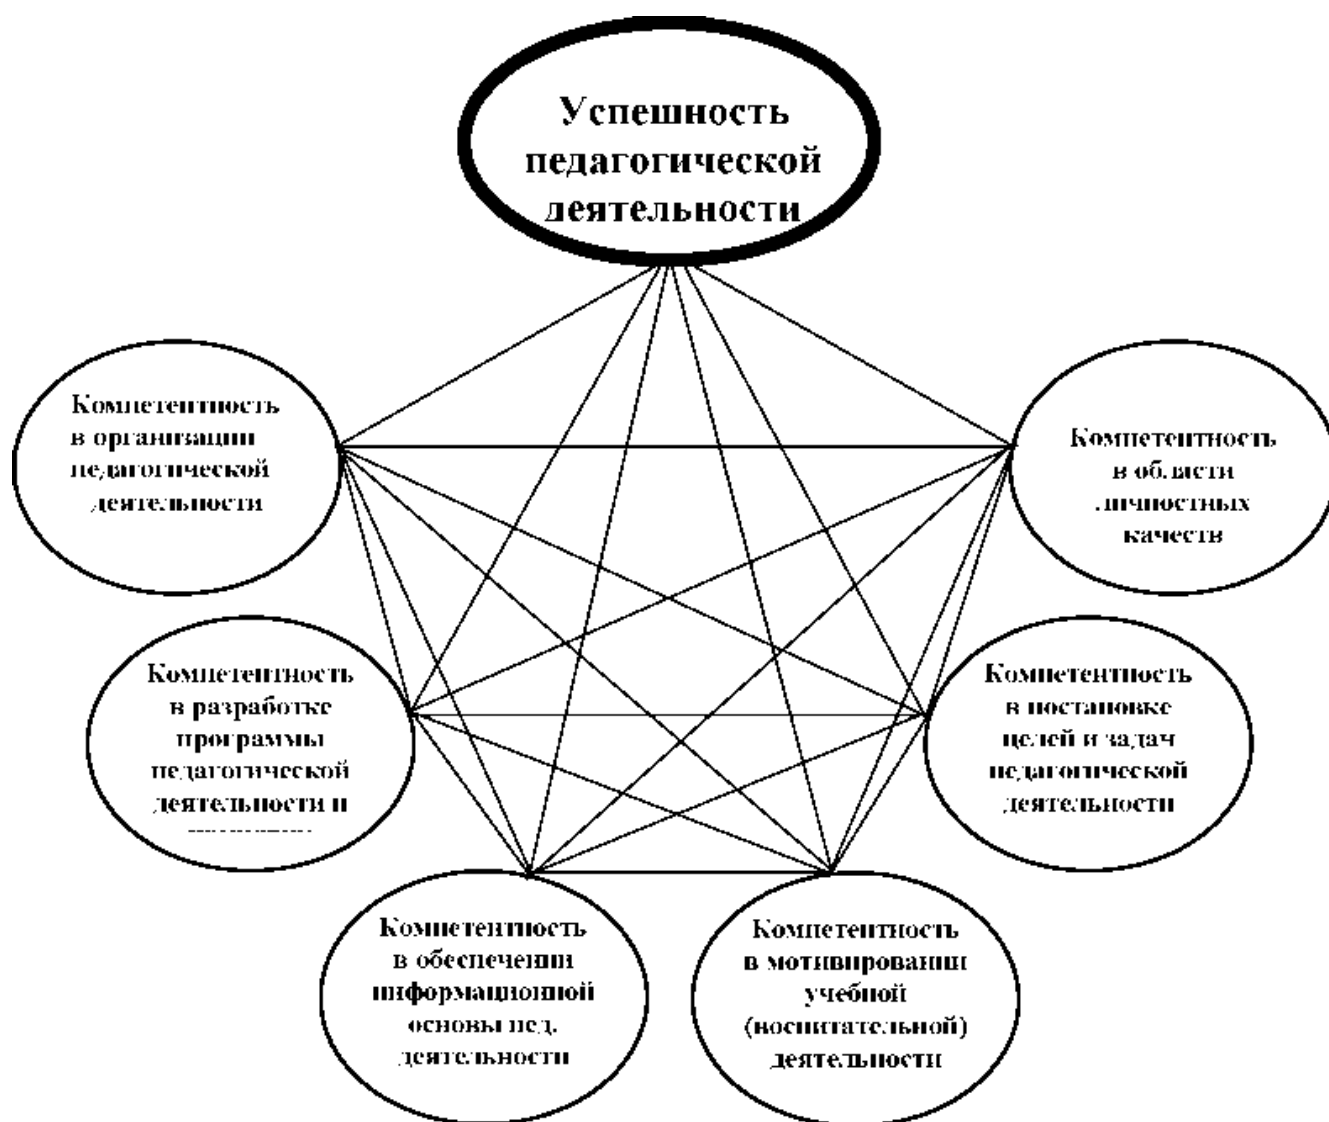 Успешность
педагогической
деятельности
Компетентность
в организации
педагогической
деятельности
Компетентность
в области
личностных
качеств
Компетентность
в разработке
программы
педагогической
деятельности и
Компетентность
в постановке
целей и задач
педагогической
деятельности
Компетентность
в обеспечении
информационной
основы пед.
деятельности
Компетентность
в мотивировании
учебной
(воспитательной)
деятельности